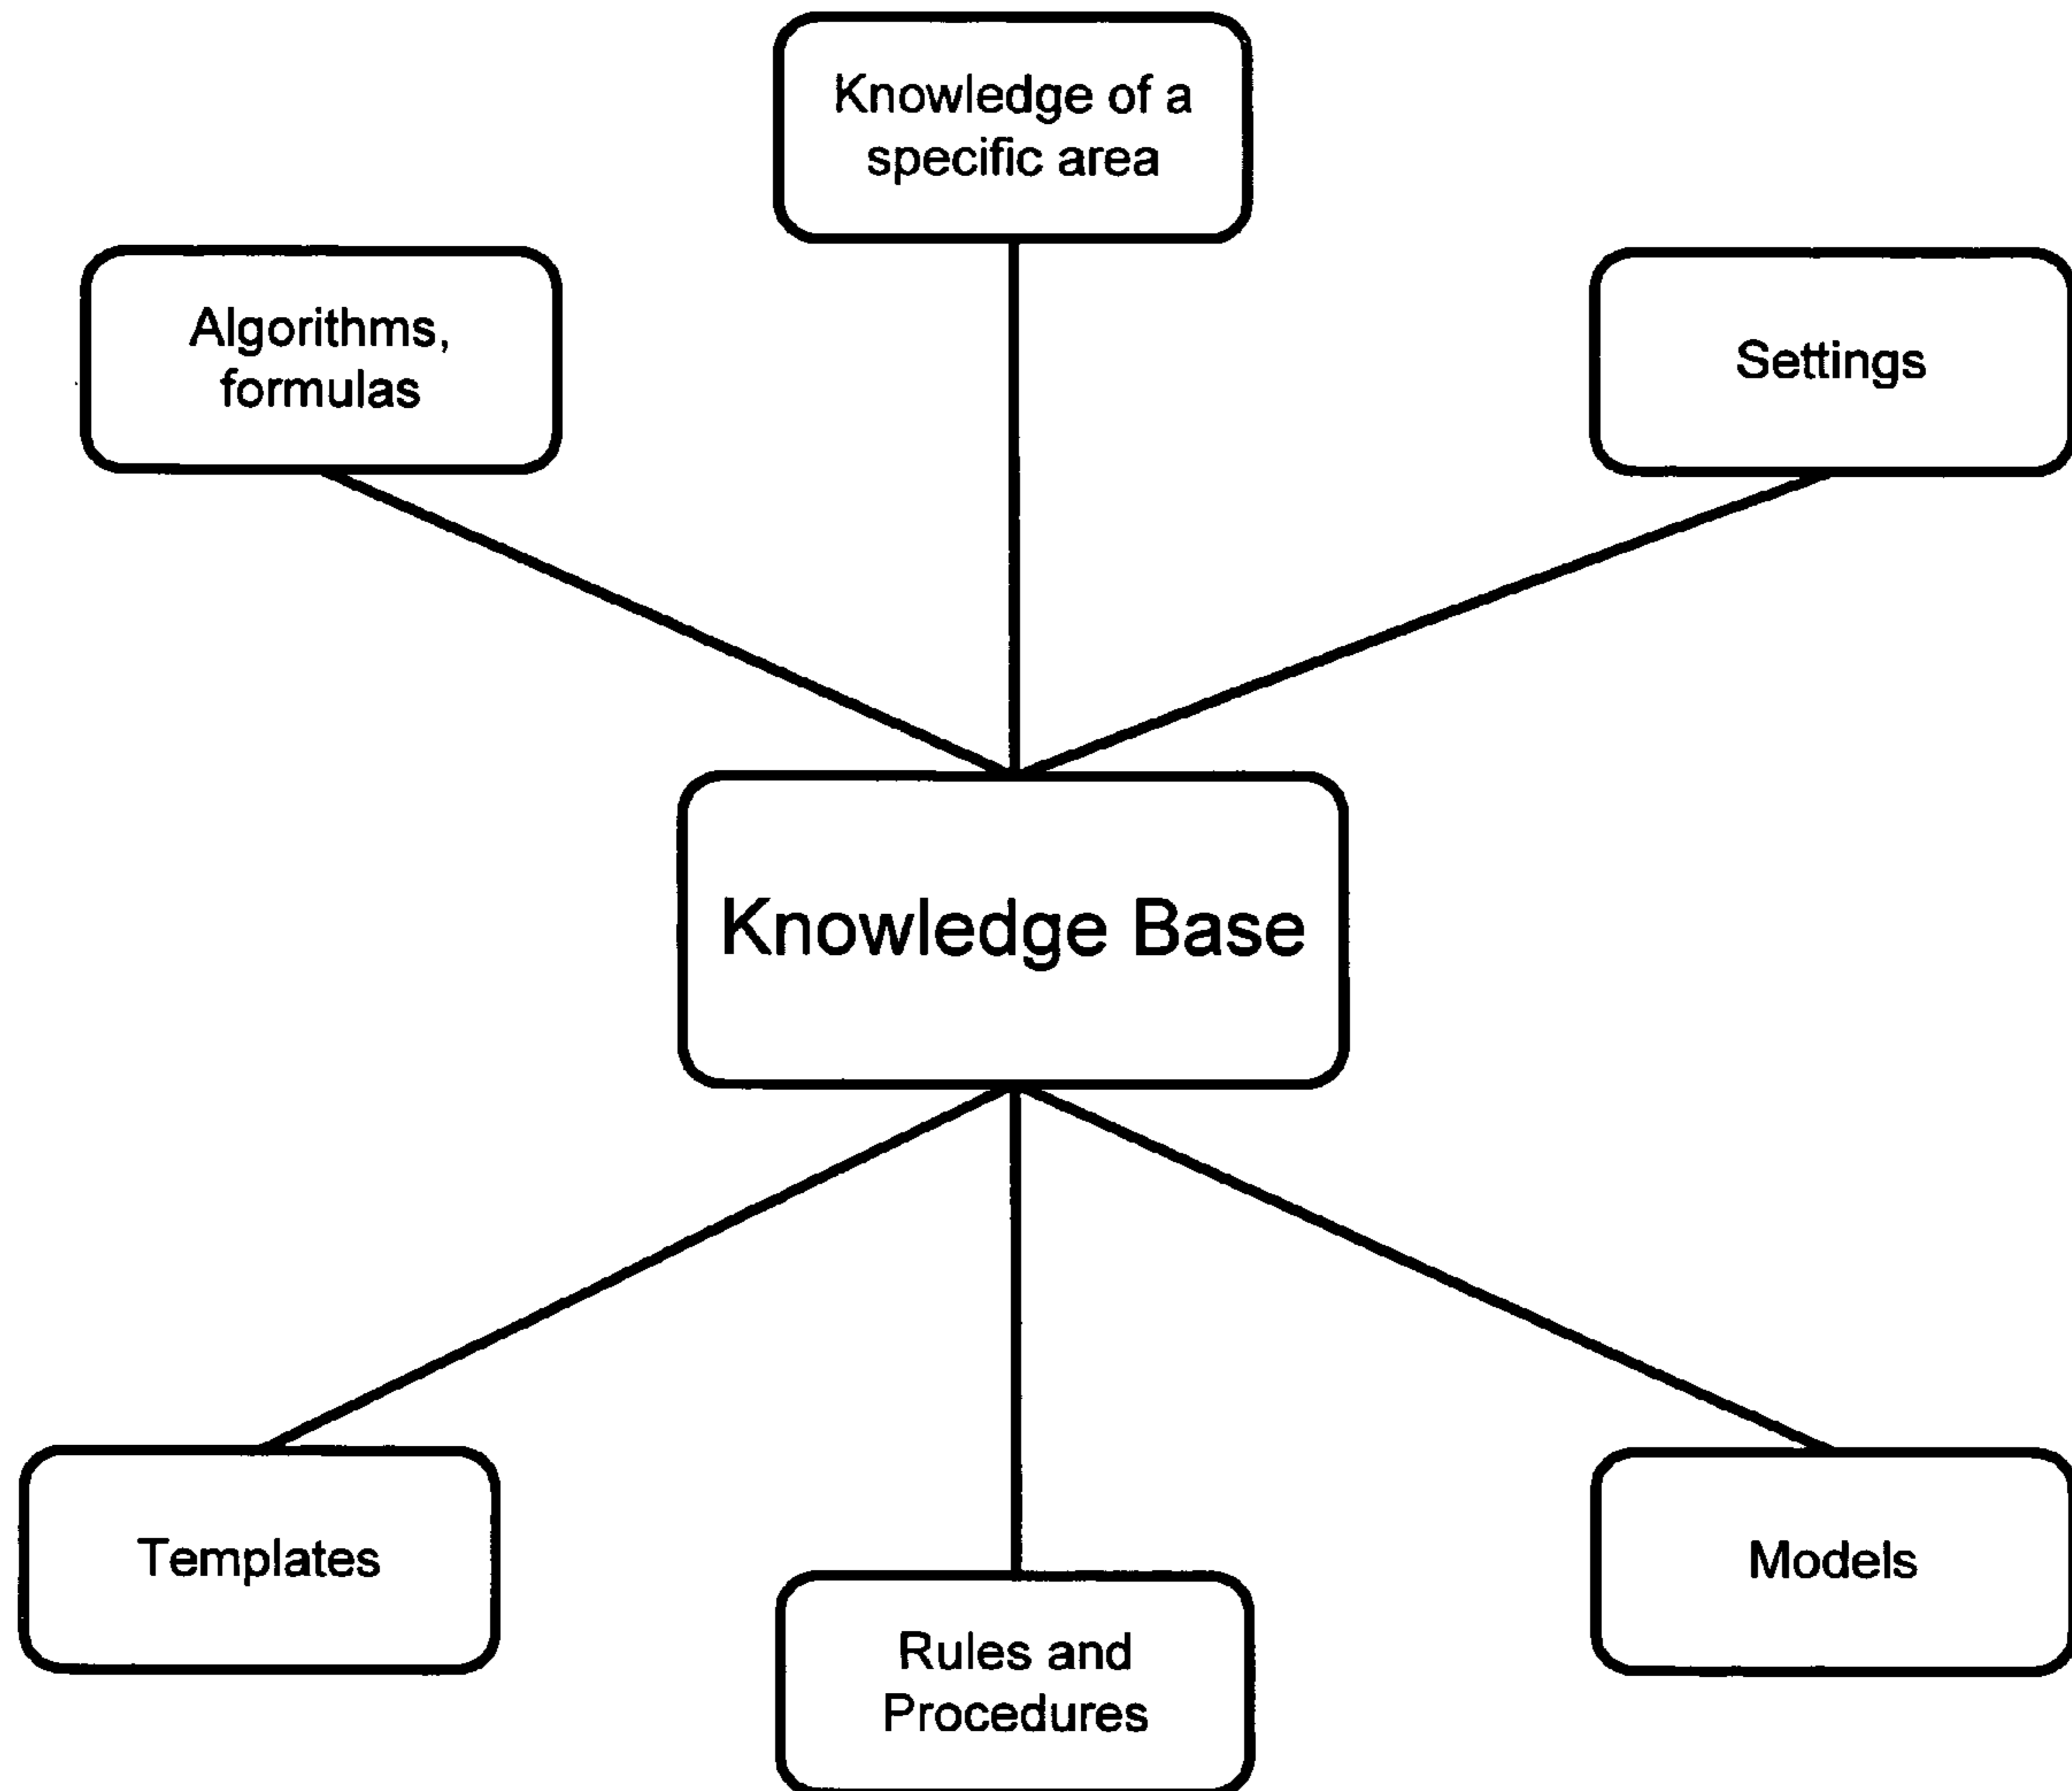 Knowledge of a
specific area
Algorithms,
formulas
Settings
Knowledge Base
Templates
Rules and
Procedures
Models